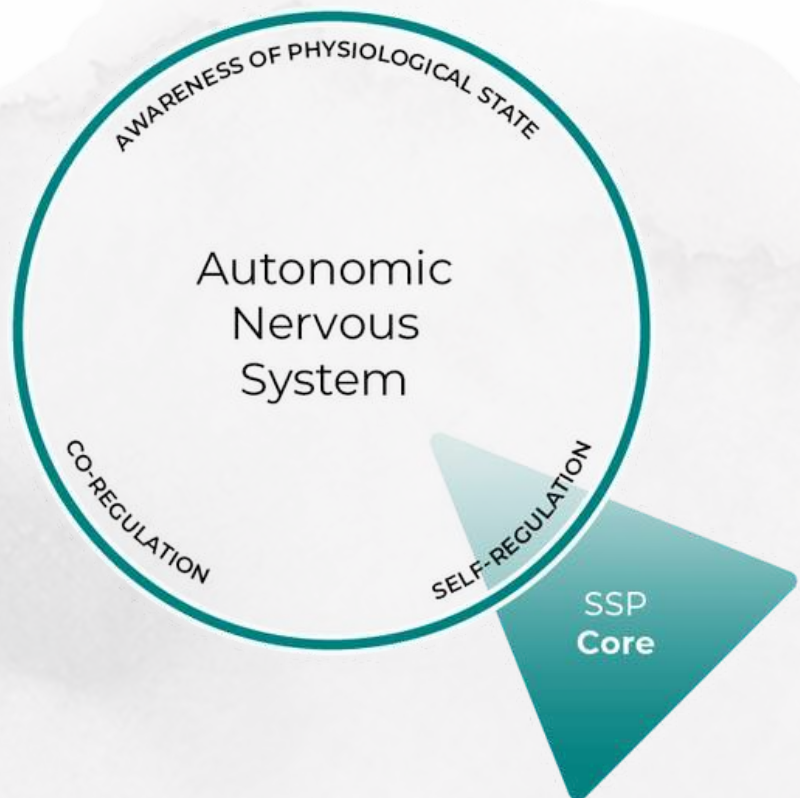 AWARENESS OF PHYSIOLOGICAL STATE
Autonomic
Nervous
System
CO-REGULATION
SELF-REGULATION
SSP
Core